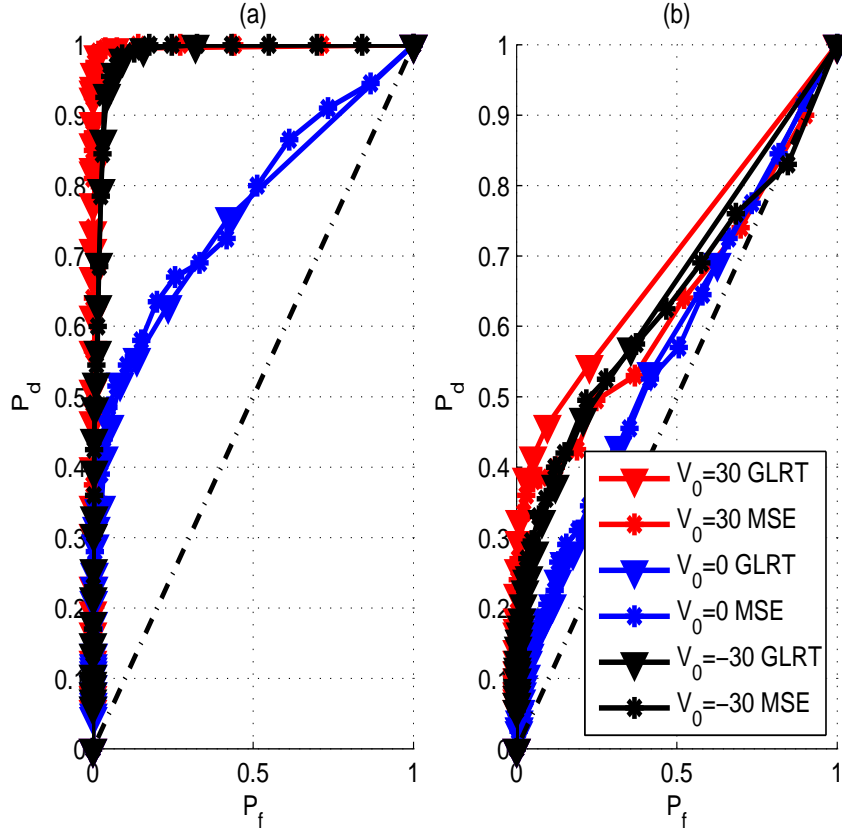 (a)
1
0.9
0.8
0.7
0.6
0.5
0.4
0.3
0.2
0.1
0
P_d
0 0.5 1
P_f
(b)
1
0.9
0.8
0.7
0.6
0.5
0.4
0.3
0.2
0.1
0
P_d
0 0.5 1
P_f
V_0=30 GLRT
V_0=30 MSE
V_0=0 GLRT
V_0=0 MSE
V_0=−30 GLRT
V_0=−30 MSE